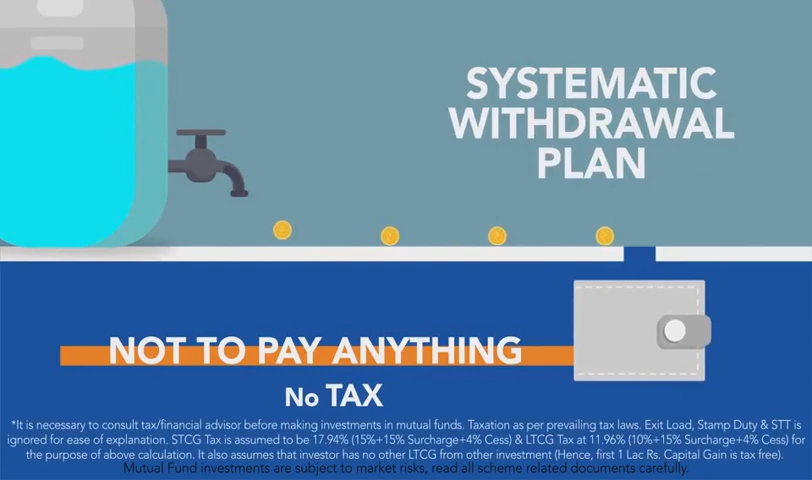 SYSTEMATIC
WITHDRAWAL
PLAN
NOT TO PAY ANYTHING
No TAX
*It is necessary to consult tax/financial advisor before making investments in mutual funds. Taxation as per prevailing tax laws. Exit Load, Stamp Duty & STT is
ignored for ease of explanation. STCG Tax is assumed to be 17.94% (15%+15% Surcharge+4% Cess) & LTCG Tax at 11.96% (10%+15% Surcharge+4% Cess) for
the purpose of above calculation. It also assumes that investor has no other LTCG from other investment (Hence, first 1 Lac Rs. Capital Gain is tax free).
Mutual Fund investments are subject to market risks, read all scheme related documents carefully.